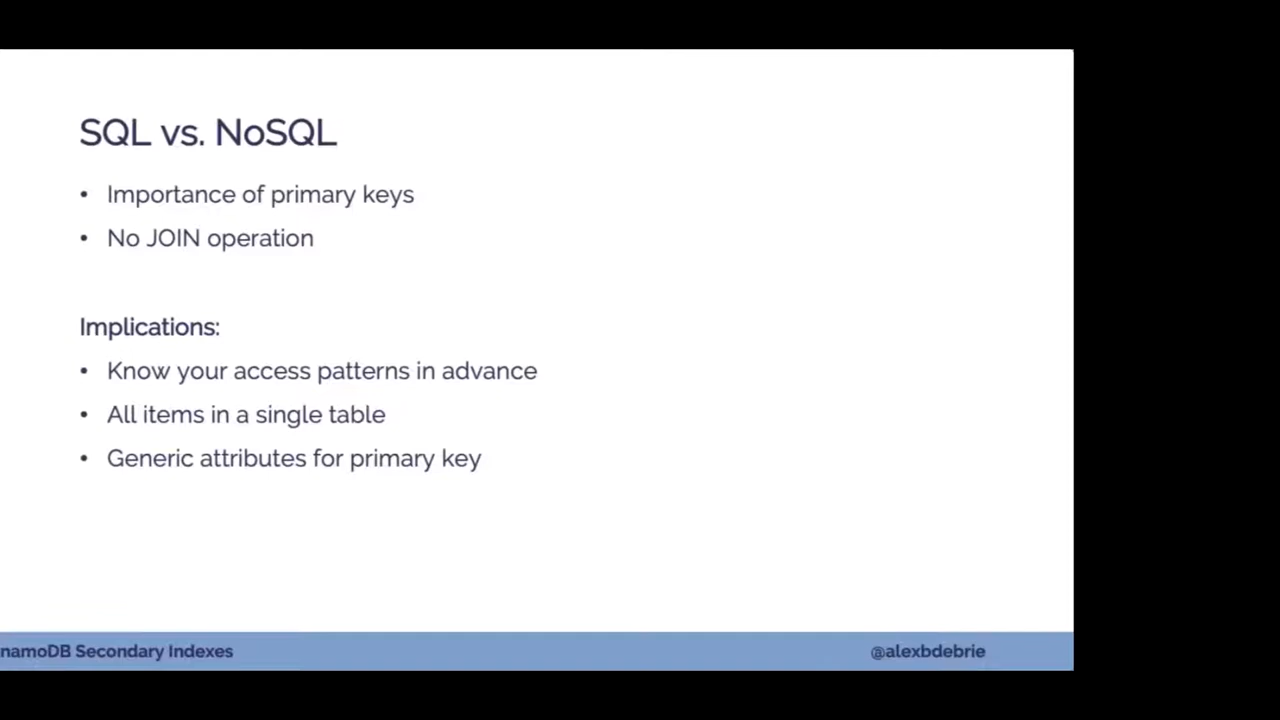 SQL vs. NoSQL
• Importance of primary keys
• No JOIN operation
Implications:
• Know your access patterns in advance
• All items in a single table
• Generic attributes for primary key
namoDB Secondary Indexes
@alexbdebrie